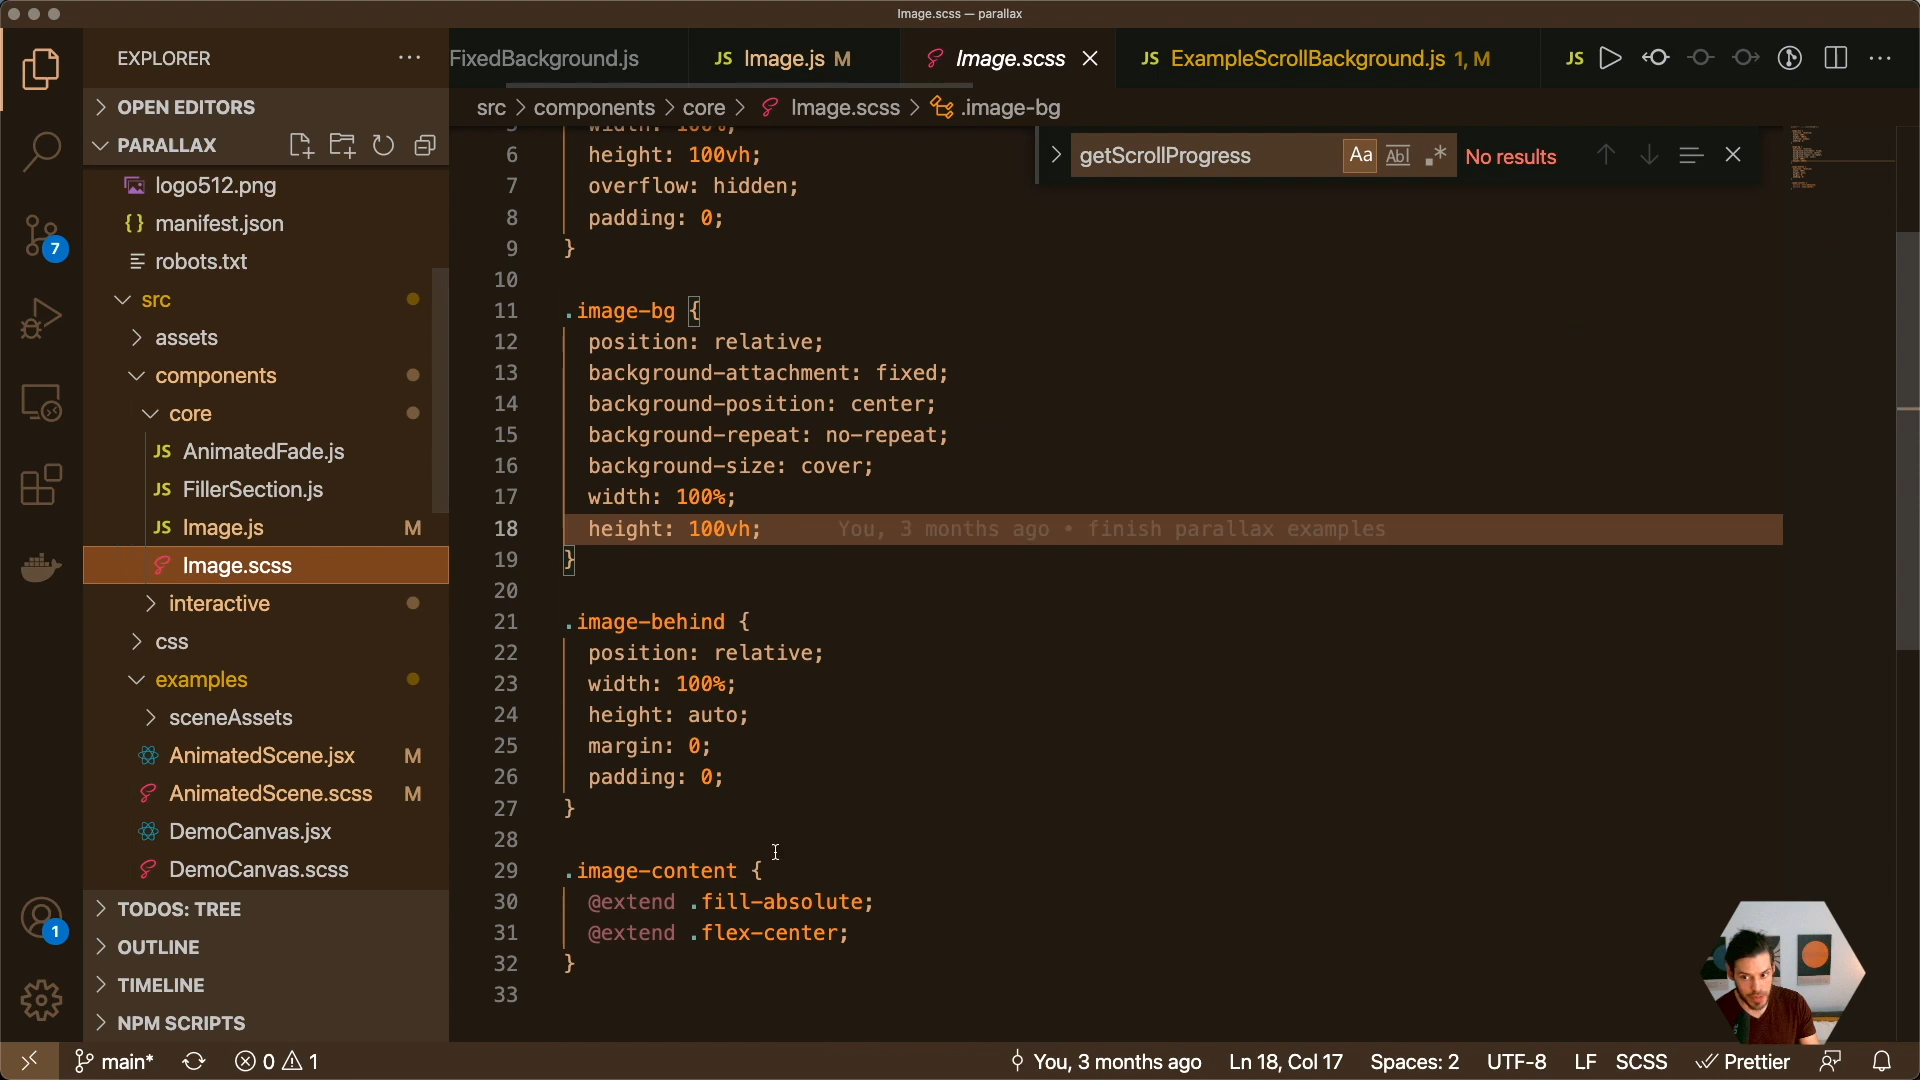 Image.scss — parallax
EXPLORER
FixedBackground.js
JS Image.js M
Image.scss
JS ExampleScrollBackground.js 1, M
JS
OPEN EDITORS
src > components > core > Image.scss > .image-bg
PARALLAX
logo512.png
{} manifest.json
robots.txt
src
assets
components
core
JS AnimatedFade.js
JS FillerSection.js
JS Image.js M
Image.scss
interactive
css
examples
sceneAssets
AnimatedScene.jsx M
AnimatedScene.scss M
DemoCanvas.jsx
DemoCanvas.scss
TODOS: TREE
OUTLINE
TIMELINE
NPM SCRIPTS
7
1
getScrollProgress Aa Abl .* No results
5 width: 100%;
6 height: 100vh;
7 overflow: hidden;
8 padding: 0;
9 }
10
11 .image-bg {
12 position: relative;
13 background-attachment: fixed;
14 background-position: center;
15 background-repeat: no-repeat;
16 background-size: cover;
17 width: 100%;
18 height: 100vh; You, 3 months ago • finish parallax examples
19 }
20
21 .image-behind {
22 position: relative;
23 width: 100%;
24 height: auto;
25 margin: 0;
26 padding: 0;
27 }
28
29 .image-content {
30 @extend .fill-absolute;
31 @extend .flex-center;
32 }
33
main* 0 1 You, 3 months ago Ln 18, Col 17 Spaces: 2 UTF-8 LF SCSS Prettier